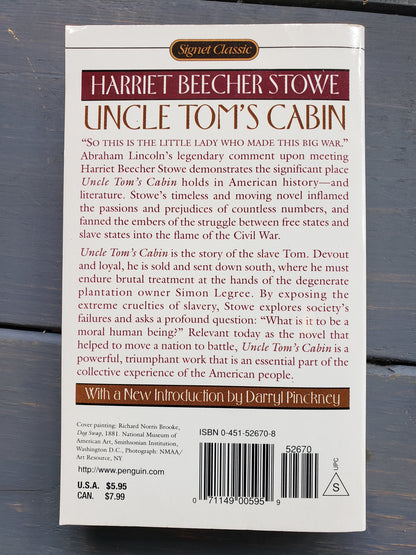 Signet Classic
HARRIET BEECHER STOWE
UNCLE TOM'S CABIN
"SO THIS IS THE LITTLE LADY WHO MADE THIS BIG WAR."
Abraham Lincoln's legendary comment upon meeting
Harriet Beecher Stowe demonstrates the significant place
Uncle Tom's Cabin holds in American history—and
literature. Stowe's timeless and moving novel inflamed
the passions and prejudices of countless numbers, and
fanned the embers of the struggle between free states and
slave states into the flame of the Civil War.
Uncle Tom's Cabin is the story of the slave Tom. Devout
and loyal, he is sold and sent down south, where he must
endure brutal treatment at the hands of the degenerate
plantation owner Simon Legree. By exposing the
extreme cruelties of slavery, Stowe explores society's
failures and asks a profound question: "What is it to be a
moral human being?" Relevant today as the novel that
helped to move a nation to battle, Uncle Tom's Cabin is a
powerful, triumphant work that is an essential part of the
collective experience of the American people.
With a New Introduction by Darryl Pinckney
Cover painting: Richard Norris Brooke,
Dog Swap, 1881. National Museum of
American Art, Smithsonian Institution,
Washington D.C., Photograph: NMAA/
Art Resource, NY
http://www.penguin.com
U.S.A. $5.95
CAN. $7.99
ISBN 0-451-52670-8
52670
0 71149 00595 9
S UPC